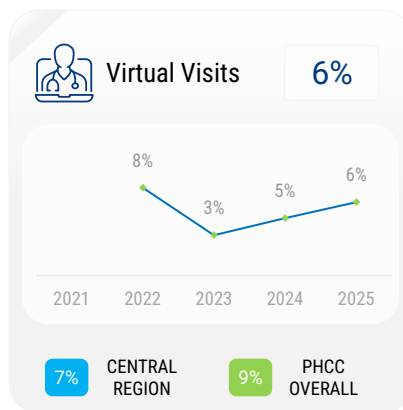 Virtual Visits 6%
8%
3%
5%
6%
2021 2022 2023 2024 2025
7% CENTRAL REGION
9% PHCC OVERALL